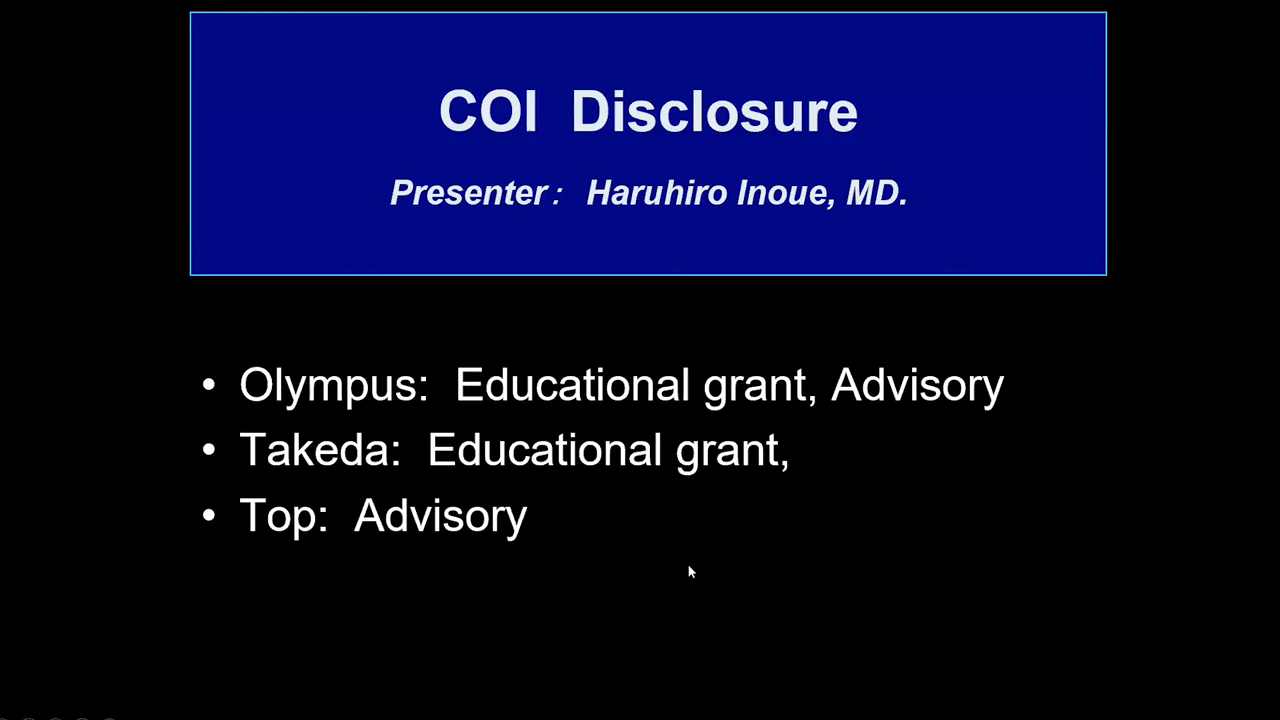 COI Disclosure
Presenter： Haruhiro Inoue, MD.
• Olympus: Educational grant, Advisory
• Takeda: Educational grant,
• Top: Advisory